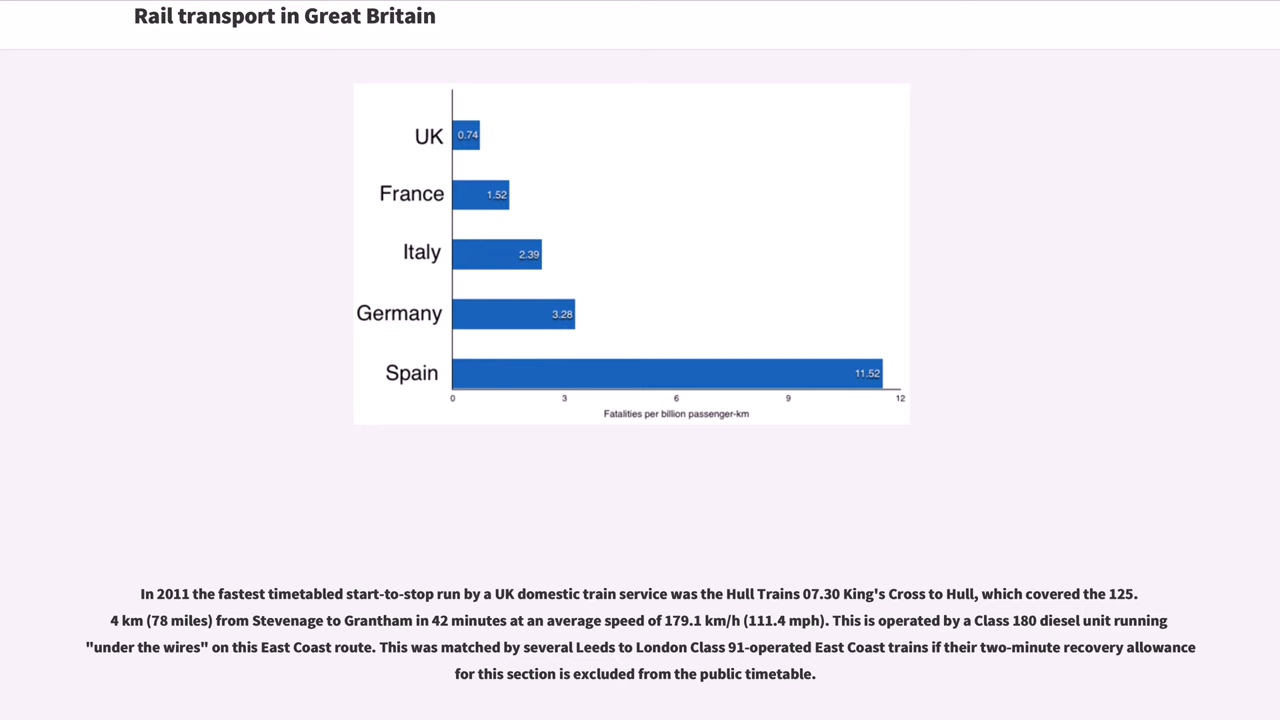 Rail transport in Great Britain
UK 0.74
France 1.52
Italy 2.39
Germany 3.28
Spain 11.52
0 3 6 9 12
Fatalities per billion passenger-km
In 2011 the fastest timetabled start-to-stop run by a UK domestic train service was the Hull Trains 07.30 King's Cross to Hull, which covered the 125.
4 km (78 miles) from Stevenage to Grantham in 42 minutes at an average speed of 179.1 km/h (111.4 mph). This is operated by a Class 180 diesel unit running
"under the wires" on this East Coast route. This was matched by several Leeds to London Class 91-operated East Coast trains if their two-minute recovery allowance
for this section is excluded from the public timetable.